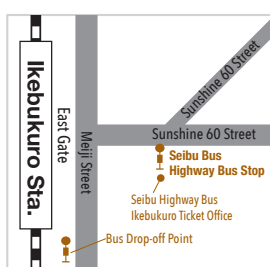 Ikebukuro Sta.
East Gate
Meiji Street
Sunshine 60 Street
Sunshine 60 Street
Seibu Bus
Highway Bus Stop
Seibu Highway Bus
Ikebukuro Ticket Office
Bus Drop-off Point